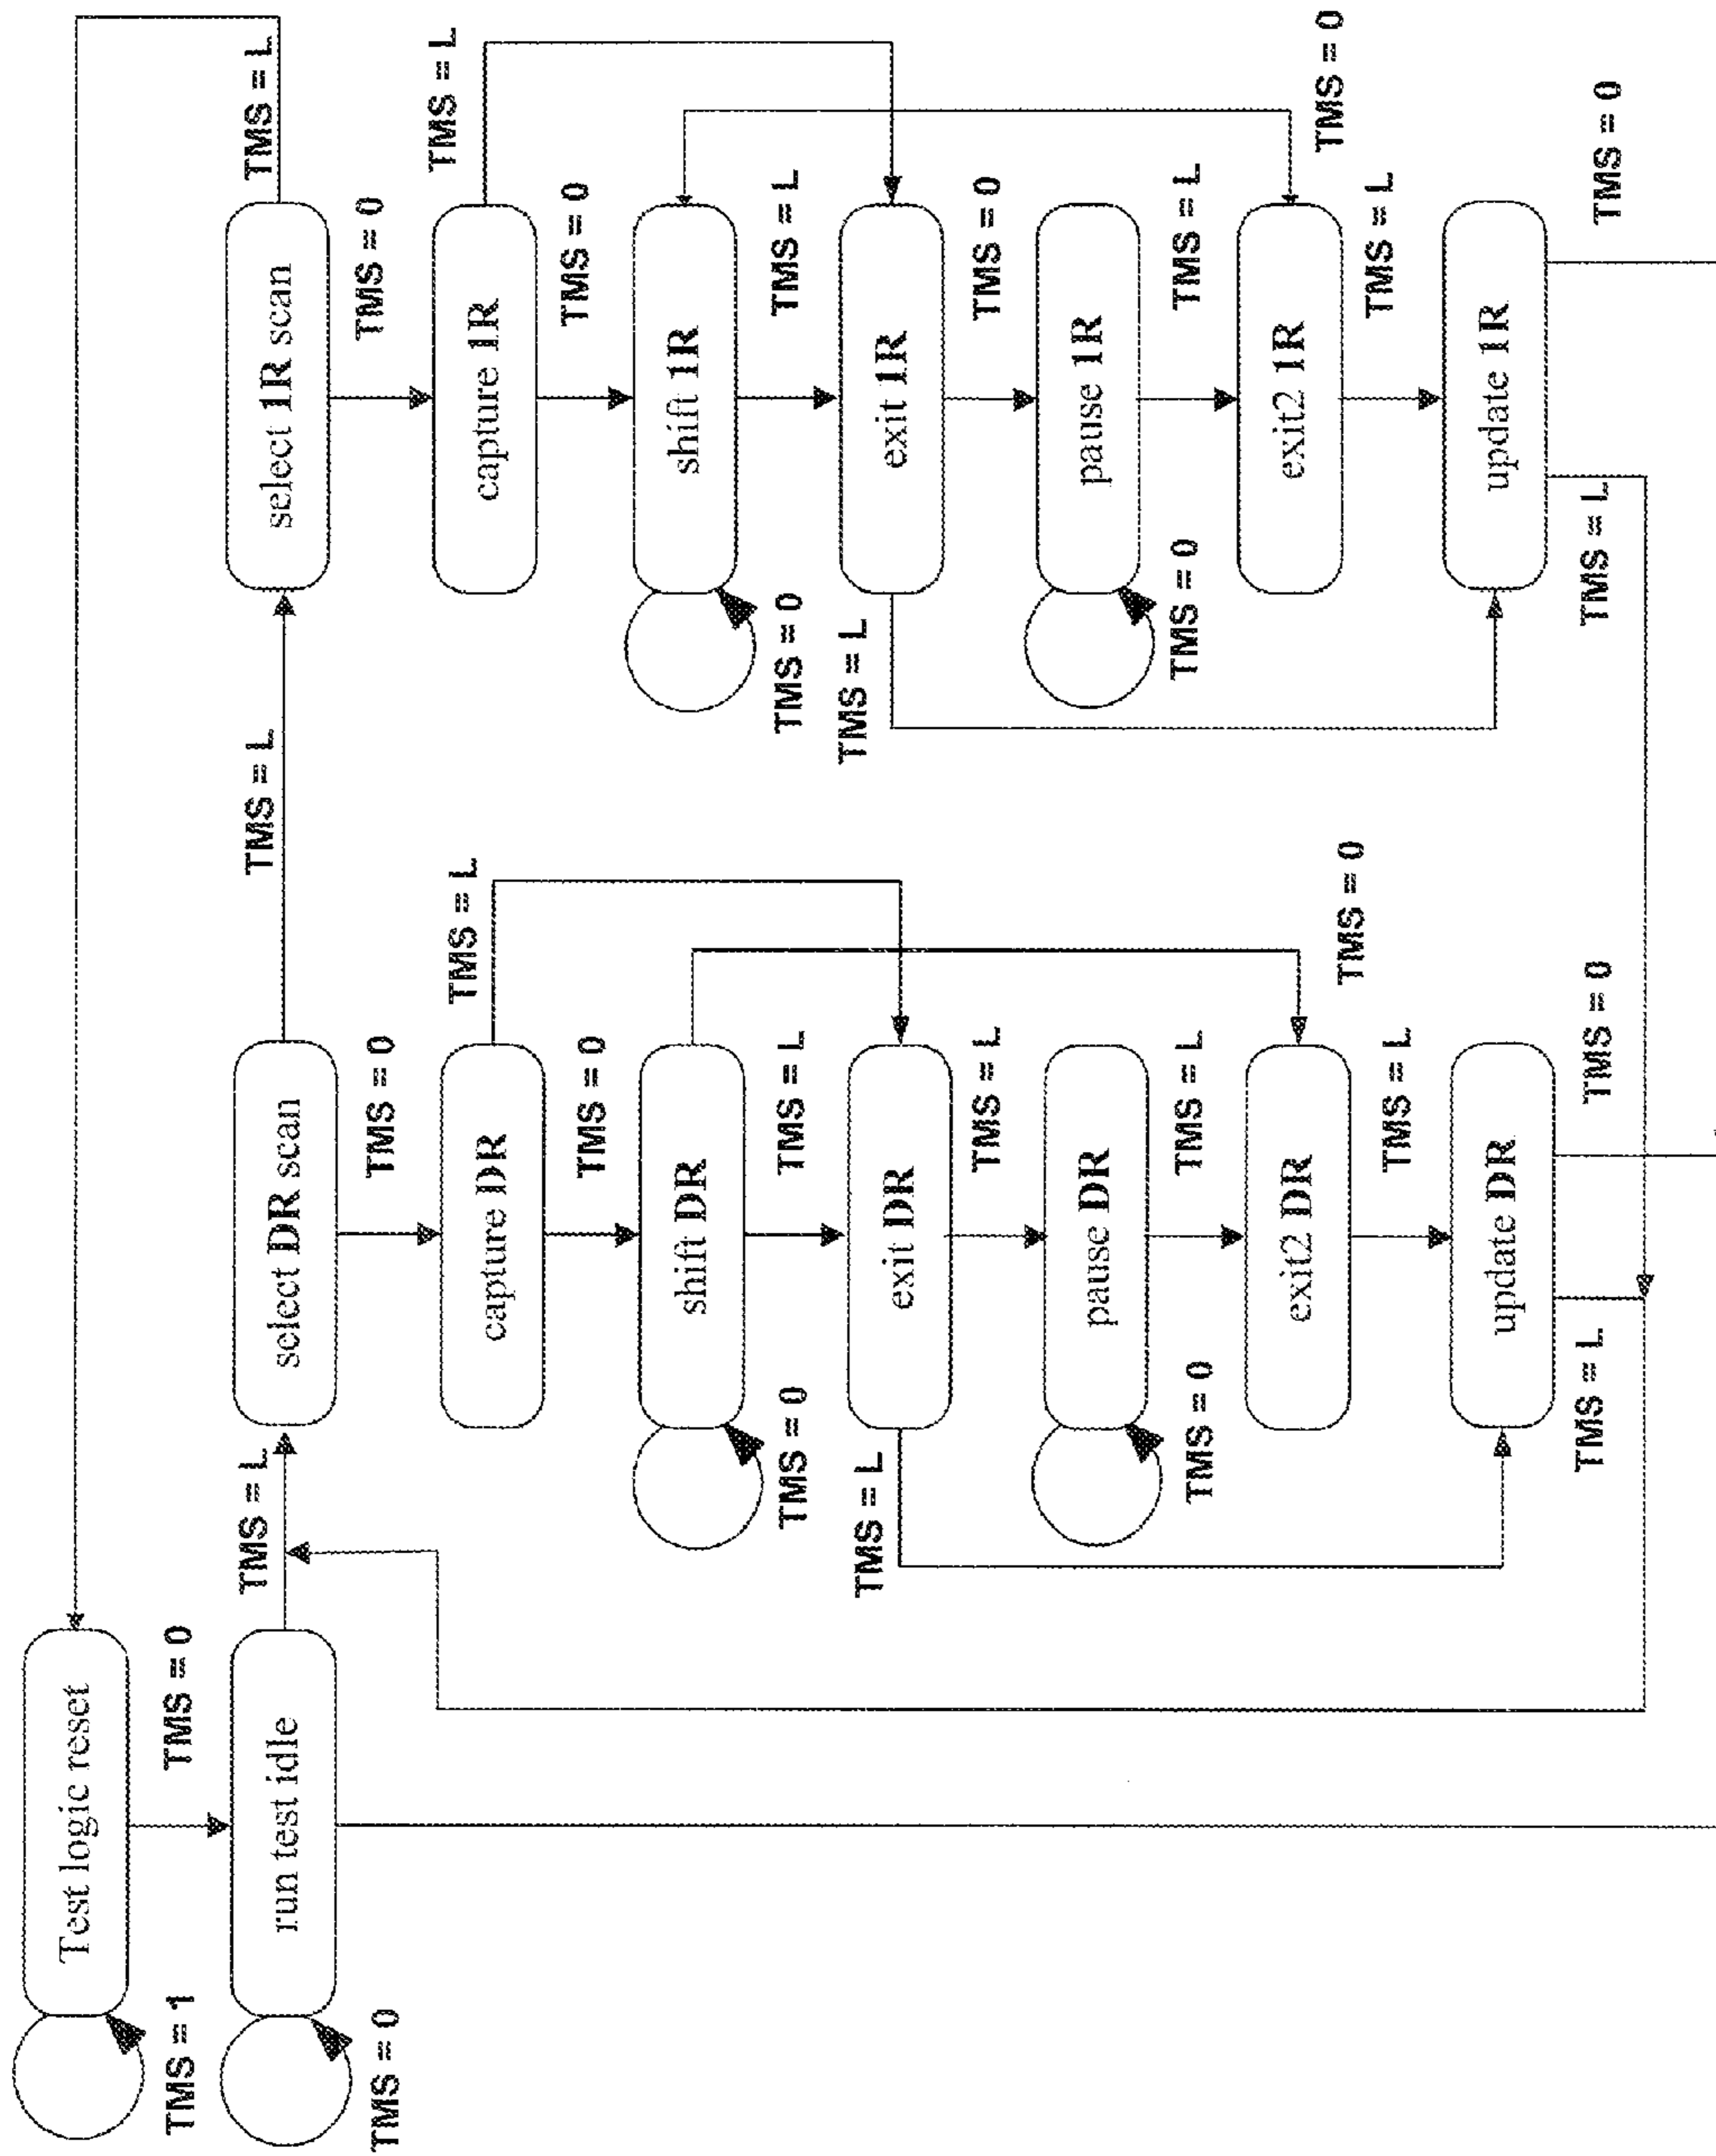 Test logic reset
TMS = 1
TMS = 0
run test idle
TMS = 0
TMS = L
select DR scan
TMS = L
TMS = 0
capture DR
TMS = L
TMS = 0
shift DR
TMS = 0
TMS = L
exit DR
TMS = L
TMS = L
pause DR
TMS = 0
TMS = L
exit2 DR
TMS = 0
TMS = L
update DR
TMS = L
TMS = 0
select 1R scan
TMS = L
TMS = 0
capture 1R
TMS = L
TMS = 0
shift 1R
TMS = 0
TMS = L
exit 1R
TMS = L
TMS = 0
pause 1R
TMS = 0
TMS = L
exit2 1R
TMS = 0
TMS = L
update 1R
TMS = L
TMS = 0